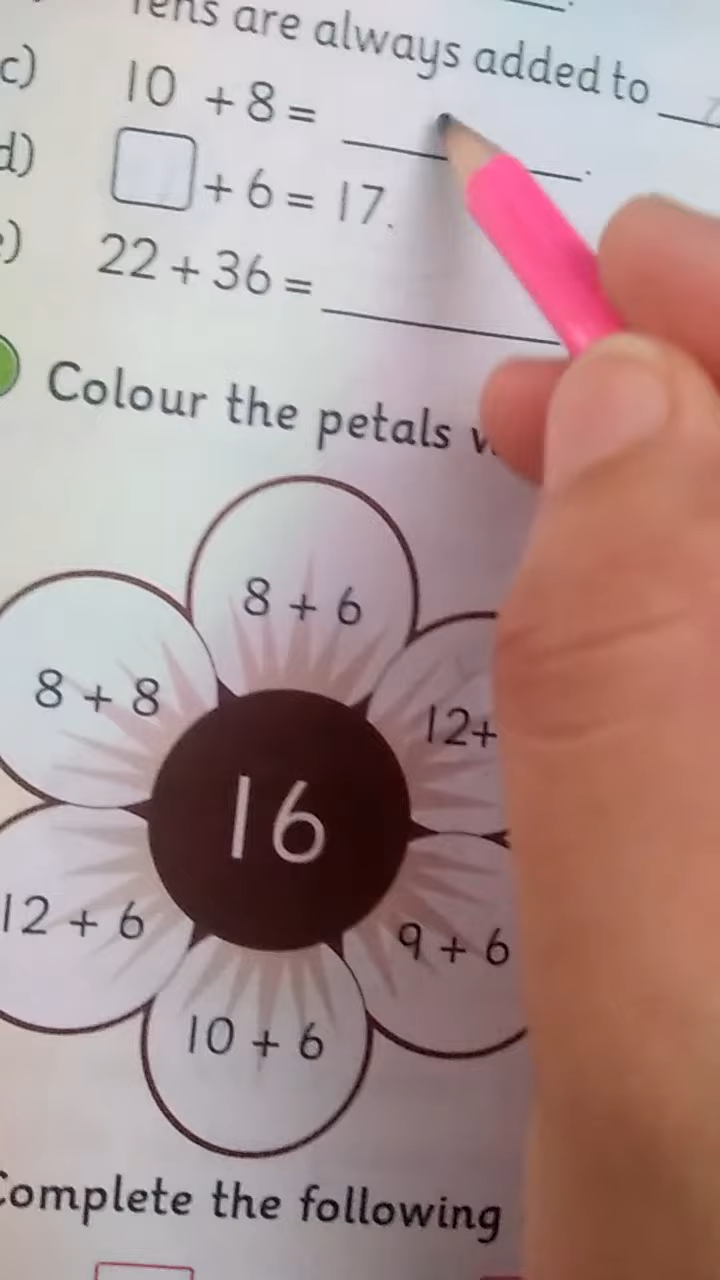 Tens are always added to
c) 10 + 8 =
d) + 6 = 17.
22 + 36 =
Colour the petals
8 + 6
8 + 8
12+
16
12 + 6
9 + 6
10 + 6
Complete the following